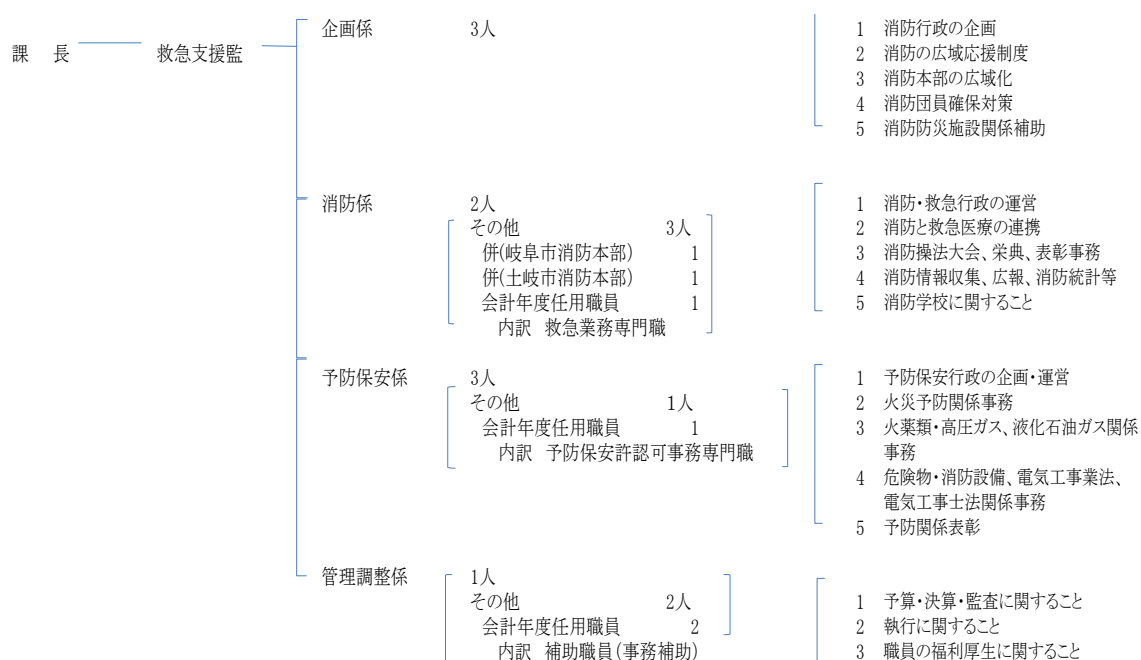 課　長
救急支援監
企画係
3人
1　消防行政の企画
2　消防の広域応援制度
3　消防本部の広域化
4　消防団員確保対策
5　消防防災施設関係補助
消防係
2人
その他　3人
併(岐阜市消防本部)　1
併(土岐市消防本部)　1
会計年度任用職員　1
内訳　救急業務専門職
1　消防・救急行政の運営
2　消防と救急医療の連携
3　消防操法大会、栄典、表彰事務
4　消防情報収集、広報、消防統計等
5　消防学校に関すること
予防保安係
3人
その他　1人
会計年度任用職員　1
内訳　予防保安許認可事務専門職
1　予防保安行政の企画・運営
2　火災予防関係事務
3　火薬類・高圧ガス、液化石油ガス関係
事務
4　危険物・消防設備、電気工事業法、
電気工事士法関係事務
5　予防関係表彰
管理調整係
1人
その他　2人
会計年度任用職員　2
内訳　補助職員(事務補助)
1　予算・決算・監査に関すること
2　執行に関すること
3　職員の福利厚生に関すること